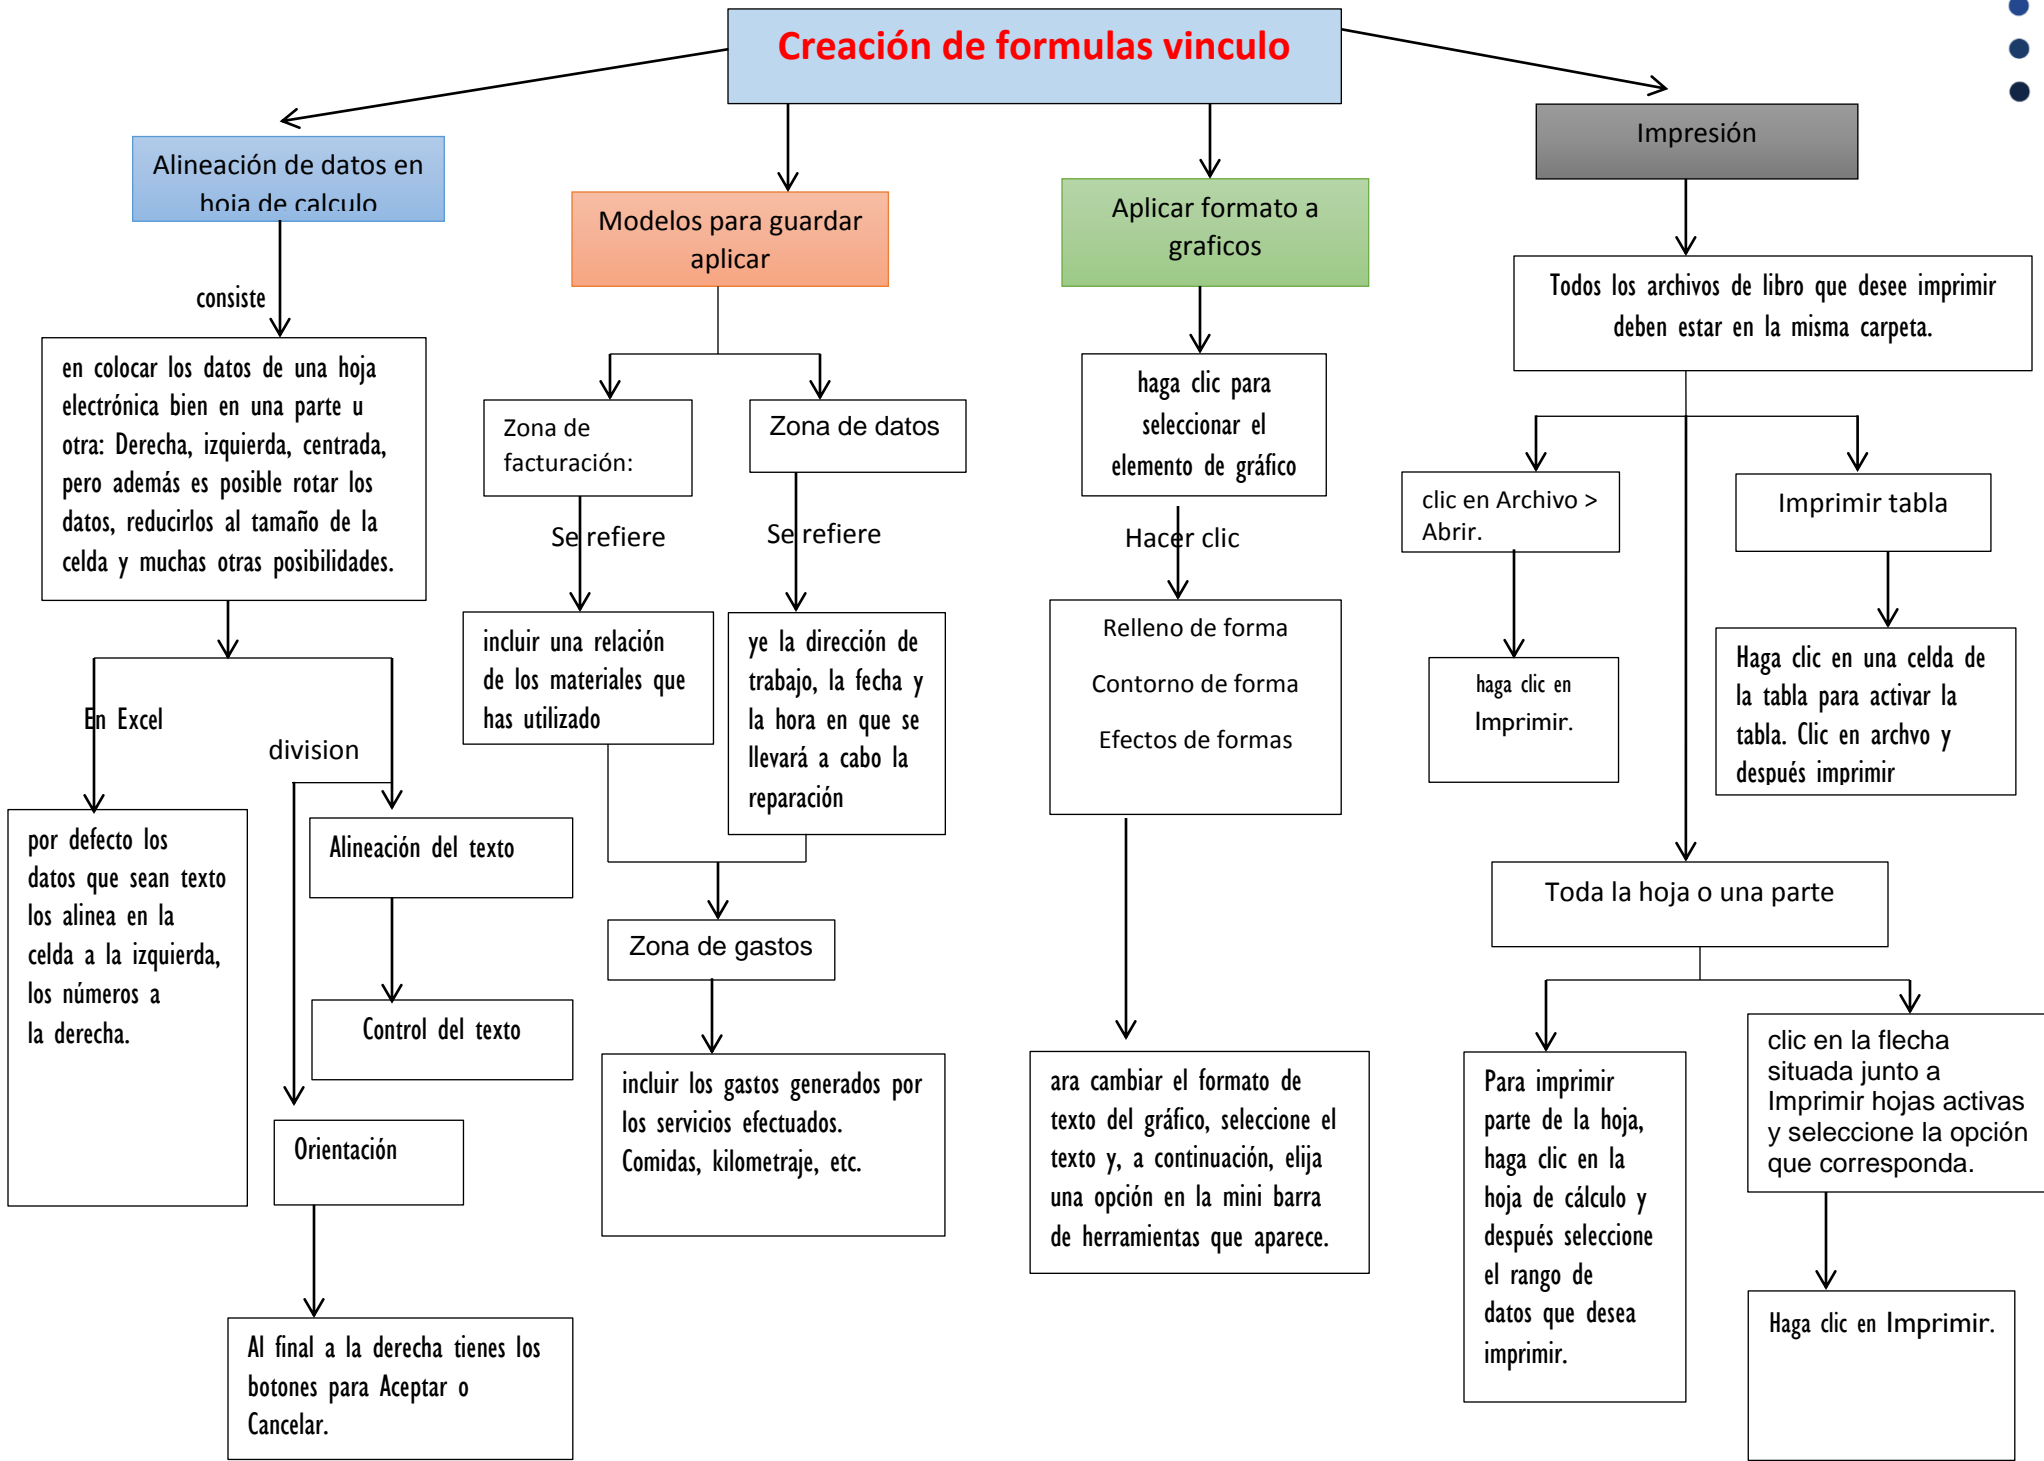 Creación de formulas vinculo
Alineación de datos en
hoja de calculo
consiste
en colocar los datos de una hoja
electrónica bien en una parte u
otra: Derecha, izquierda, centrada,
pero además es posible rotar los
datos, reducirlos al tamaño de la
celda y muchas otras posibilidades.
En Excel
division
por defecto los
datos que sean texto
los alinea en la
celda a la izquierda,
los números a
la derecha.
Alineación del texto
Control del texto
Orientación
Al final a la derecha tienes los
botones para Aceptar o
Cancelar.
Modelos para guardar
aplicar
Zona de
facturación:
Se refiere
incluir una relación
de los materiales que
has utilizado
Zona de datos
Se refiere
ye la dirección de
trabajo, la fecha y
la hora en que se
llevará a cabo la
reparación
Zona de gastos
incluir los gastos generados por
los servicios efectuados.
Comidas, kilometraje, etc.
Aplicar formato a
graficos
haga clic para
seleccionar el
elemento de gráfico
Hacer clic
Relleno de forma
Contorno de forma
Efectos de formas
ara cambiar el formato de
texto del gráfico, seleccione el
texto y, a continuación, elija
una opción en la mini barra
de herramientas que aparece.
Impresión
Todos los archivos de libro que desee imprimir
deben estar en la misma carpeta.
clic en Archivo >
Abrir.
haga clic en
Imprimir.
Imprimir tabla
Haga clic en una celda de
la tabla para activar la
tabla. Clic en archvo y
después imprimir
Toda la hoja o una parte
Para imprimir
parte de la hoja,
haga clic en la
hoja de cálculo y
después seleccione
el rango de
datos que desea
imprimir.
clic en la flecha
situada junto a
Imprimir hojas activas
y seleccione la opción
que corresponda.
Haga clic en Imprimir.